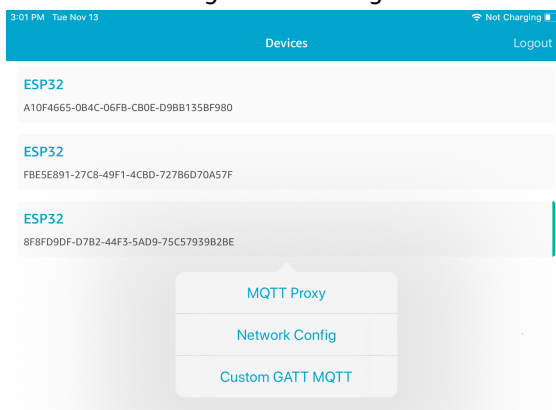 3:01 PM Tue Nov 13
Not Charging
Devices
Logout
ESP32
A10F4665-0B4C-06FB-CB0E-D9BB135BF980
ESP32
FBE5E891-27C8-49F1-4CBD-727B6D70A57F
ESP32
8F8FD9DF-D7B2-44F3-5AD9-75C57939B2BE
MQTT Proxy
Network Config
Custom GATT MQTT